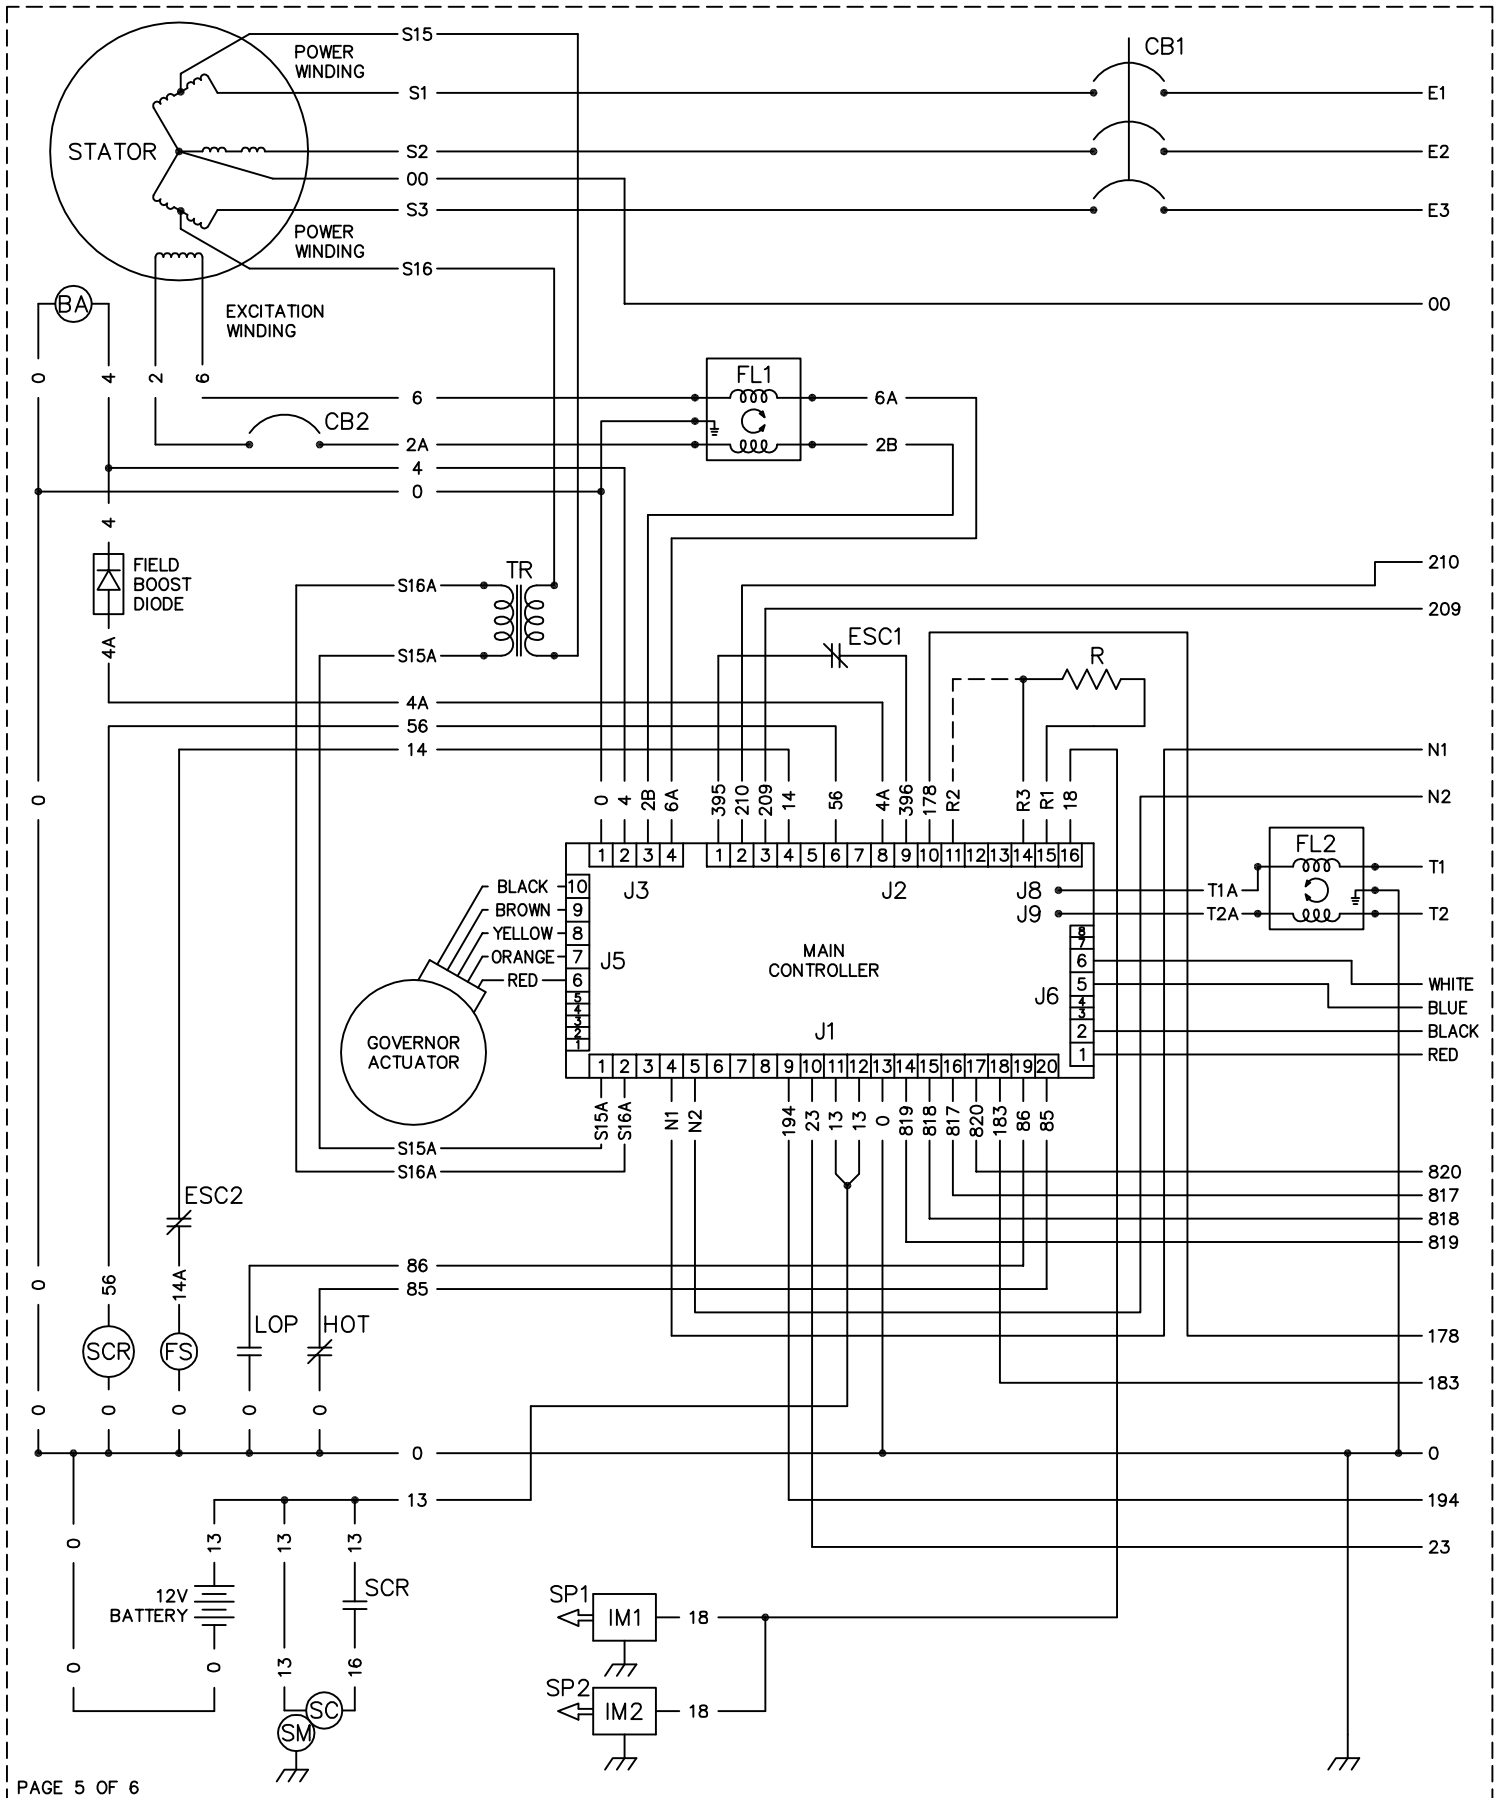 S15
POWER
WINDING
CB1
S1
E1
STATOR
S2
E2
00
S3
E3
POWER
WINDING
S16
BA
EXCITATION
WINDING
00
0 4 2 6
FL1
6
6A
CB2
2A
2B
4
0
4
FIELD
BOOST
DIODE
TR
210
S16A
209
ESC1
4A
S15A
R
4A
56
14
N1
0
0 4 2B 6A 395 210 209 14 56 4A 396 178 R2 R3 R1 18
N2
FL2
1 2 3 4
1 2 3 4 5 6 7 8 9 10 11 12 13 14 15 16
T1
BLACK 10
J3
J2
J8
T1A
BROWN 9
J9
T2A
T2
YELLOW 8
8
7
ORANGE 7
J5
MAIN
CONTROLLER
6
RED 6
5
WHITE
5
J6
4
BLUE
4
3
3
J1
2
BLACK
2
GOVERNOR
ACTUATOR
1
1
RED
1 2 3 4 5 6 7 8 9 10 11 12 13 14 15 16 17 18 19 20
S15A S16A N1 N2 194 23 13 13 0 819 818 817 820 183 86 85
S15A
S16A
820
ESC2
817
818
819
86
0 56 14A
85
LOP HOT
178
SCR FS
183
0 0 0 0 0
0
0
13
194
0 13 13 13
23
12V
BATTERY
SCR
SP1
IM1
18
0 0 13 16
SP2
IM2
18
SC
SM
PAGE 5 OF 6